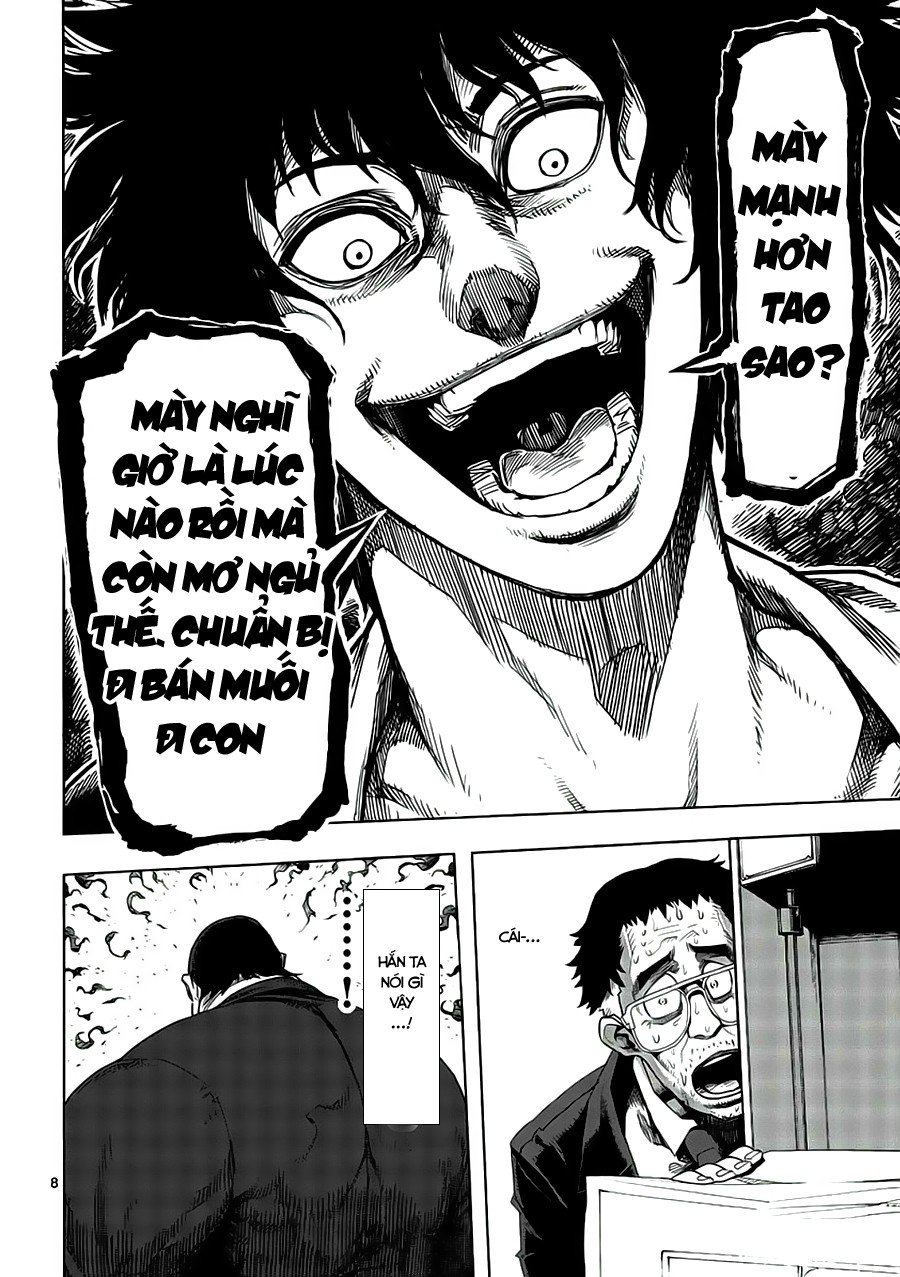 MÀY
MẠNH
HƠN
TAO
SAO?
MÀY NGHĨ
GIỜ LÀ LÚC
NÀO RỒI MÀ
CÒN MƠ NGỦ
THẾ. CHUẨN BỊ
ĐI BÁN MUỐI
ĐI CON
CÁI-...
HẮN TA
NÓI GÌ
VẬY
...!
8